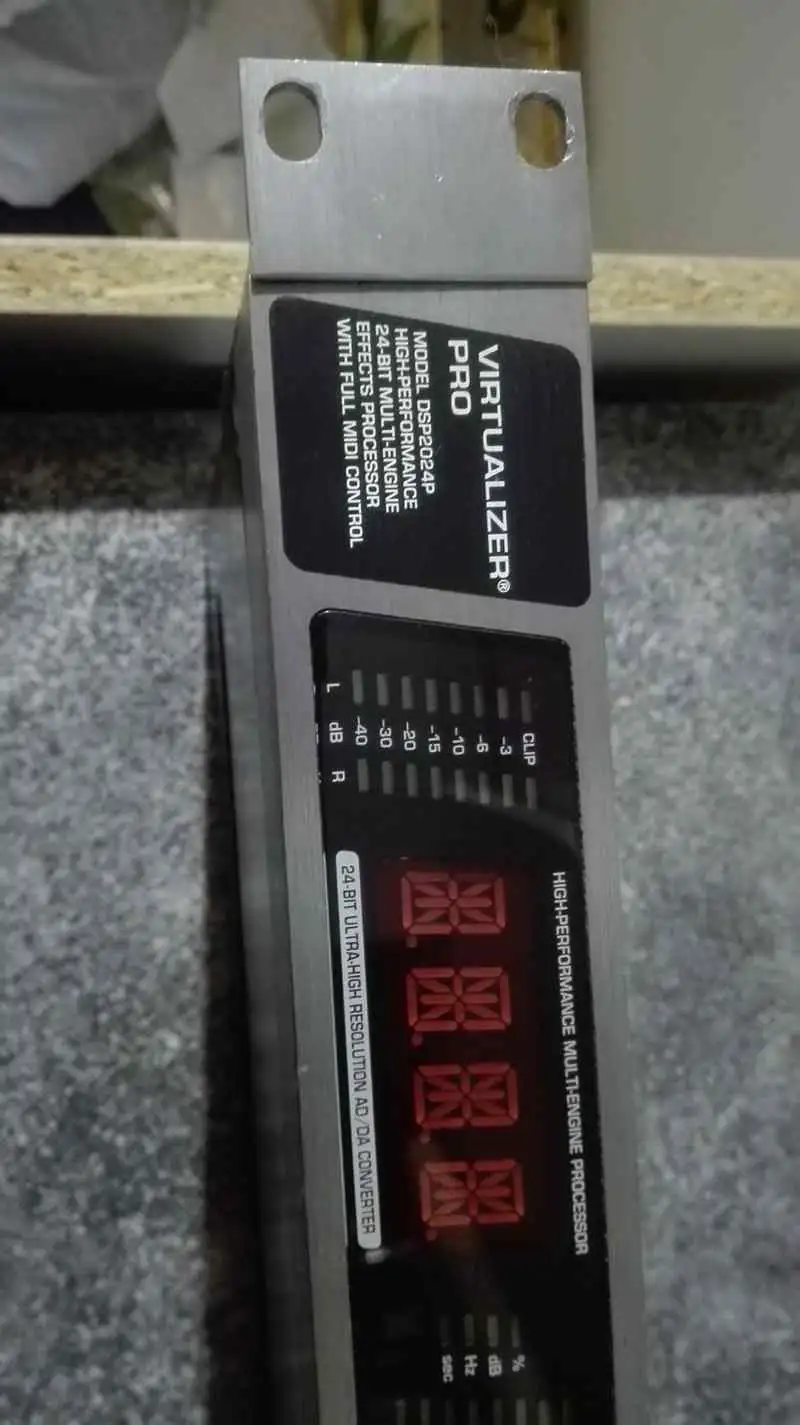 VIRTUALIZER®
PRO
MODEL DSP2024P
HIGH-PERFORMANCE
24-BIT MULTI-ENGINE
EFFECTS PROCESSOR
WITH FULL MIDI CONTROL
CLIP
-3
-6
-10
-15
-20
-30
-40
L dB R
HIGH-PERFORMANCE MULTI-ENGINE PROCESSOR
24-BIT ULTRA-HIGH RESOLUTION AD/DA CONVERTER
%
dB
Hz
sec